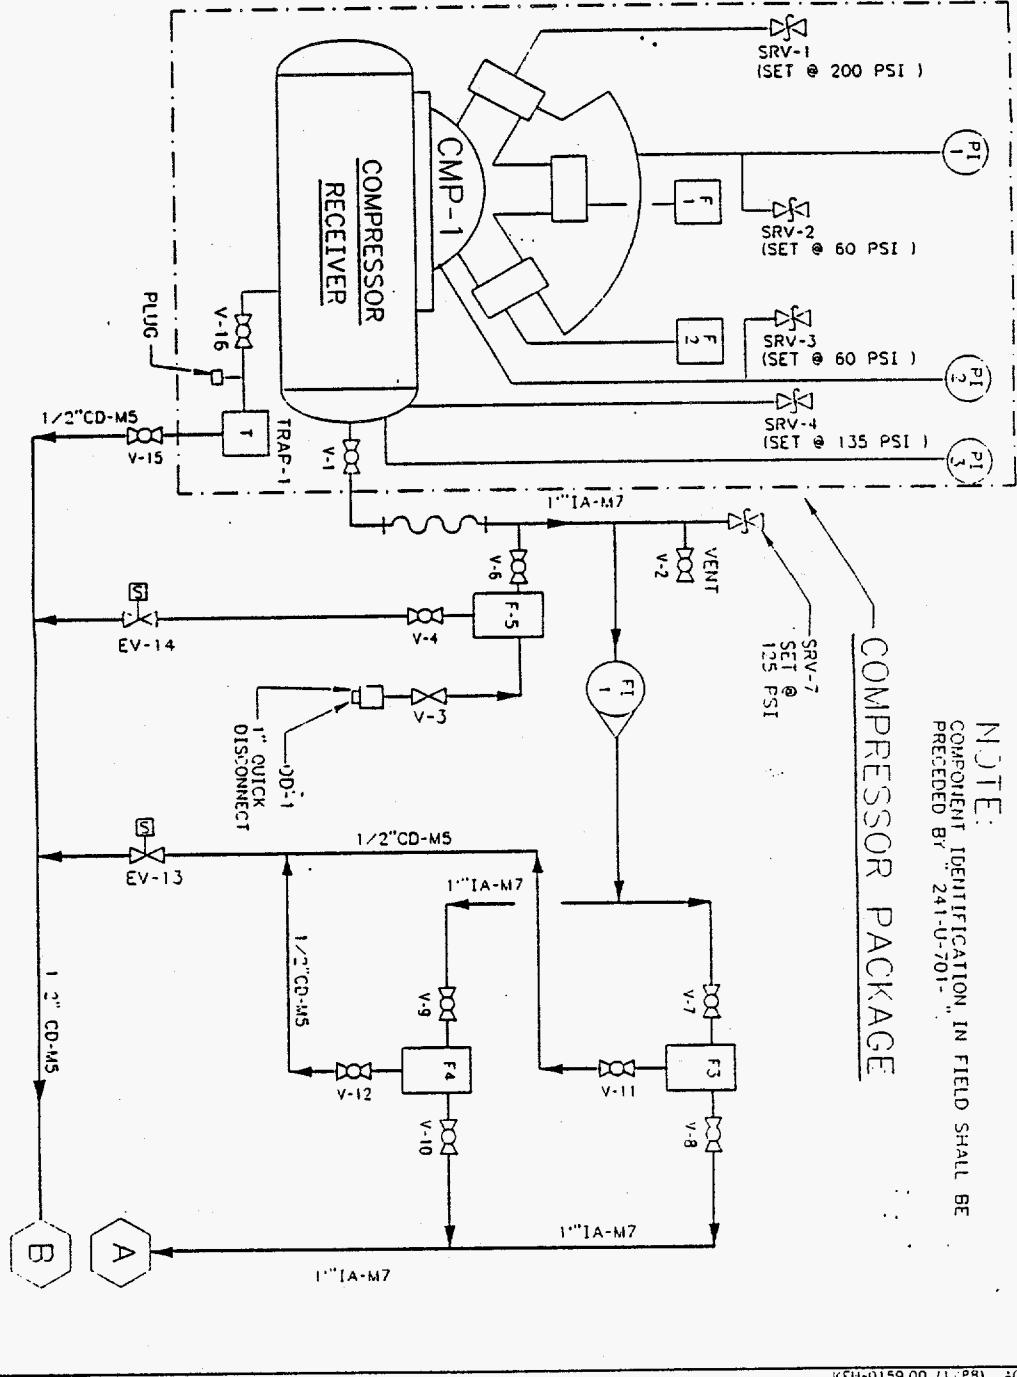 SRV-1
(SET @ 200 PSI )
PI
1
F
1
SRV-2
(SET @ 60 PSI )
CMP-1
COMPRESSOR
RECEIVER
SRV-3
(SET @ 60 PSI )
F
2
PI
2
SRV-4
(SET @ 135 PSI )
PI
3
PLUG
V-16
1/2"CD-M5
V-15
T
TRAP-1
V-1
1"IA-M7
V-6
V-2
VENT
SRV-7
SET @
125 PSI
COMPRESSOR PACKAGE
NOTE:
COMPONENT IDENTIFICATION IN FIELD SHALL BE
PRECEDED BY " 241-U-701- "
S
EV-14
V-4
F-5
V-3
FI
1
1" QUICK
DISCONNECT
S
EV-13
1/2"CD-M5
1"IA-M7
1/2"CD-M5
V-9
V-7
F4
F3
V-12
V-11
V-10
V-8
CD-M5
1"IA-M7
1"IA-M7
A
B